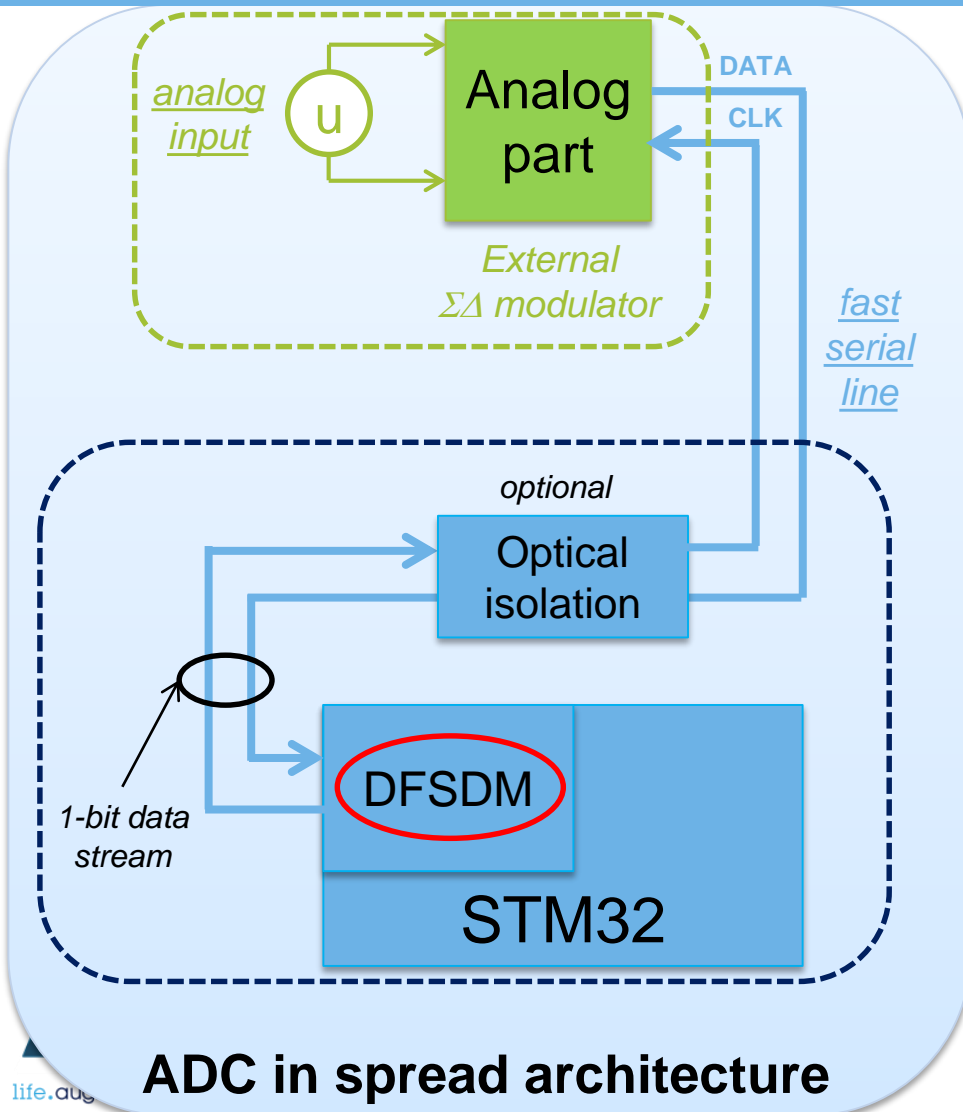 analog
input
u
Analog
part
DATA
CLK
External
ΣΔ modulator
fast
serial
line
optional
Optical
isolation
1-bit data
stream
DFSDM
STM32
ADC in spread architecture